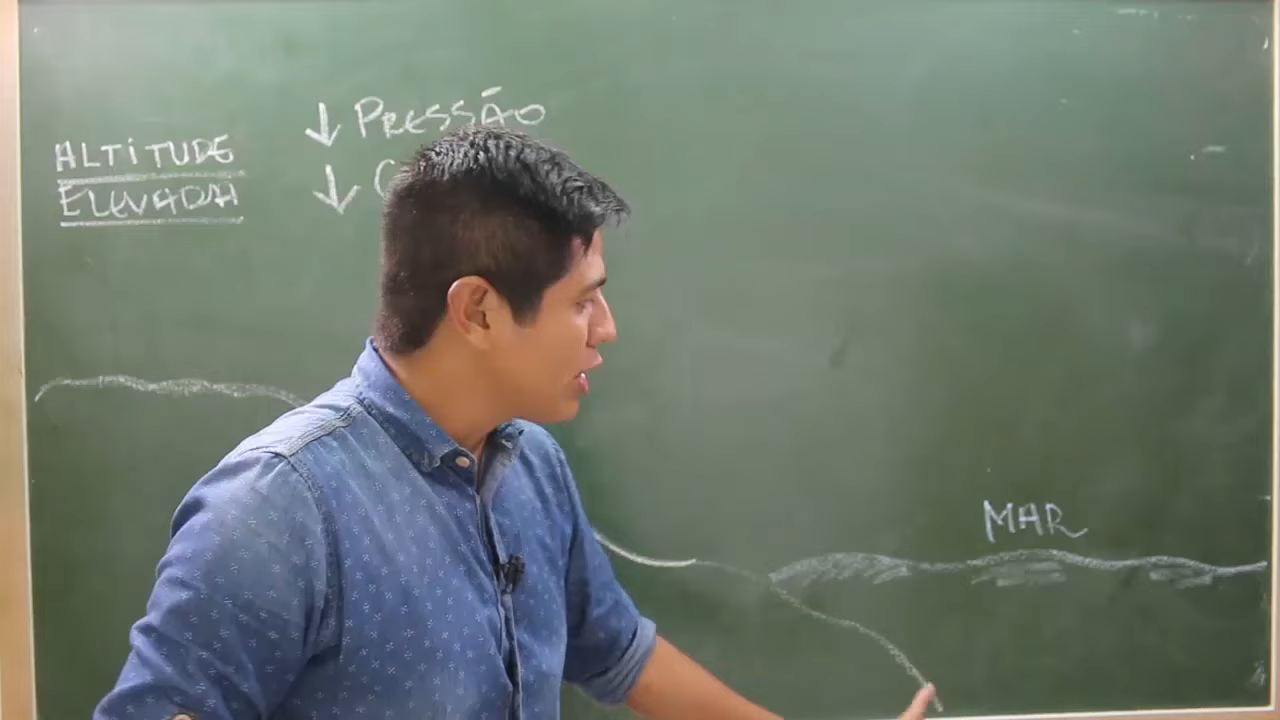 ALTITUDE
ELEVADA
↓ PRESSÃO
↓
MAR